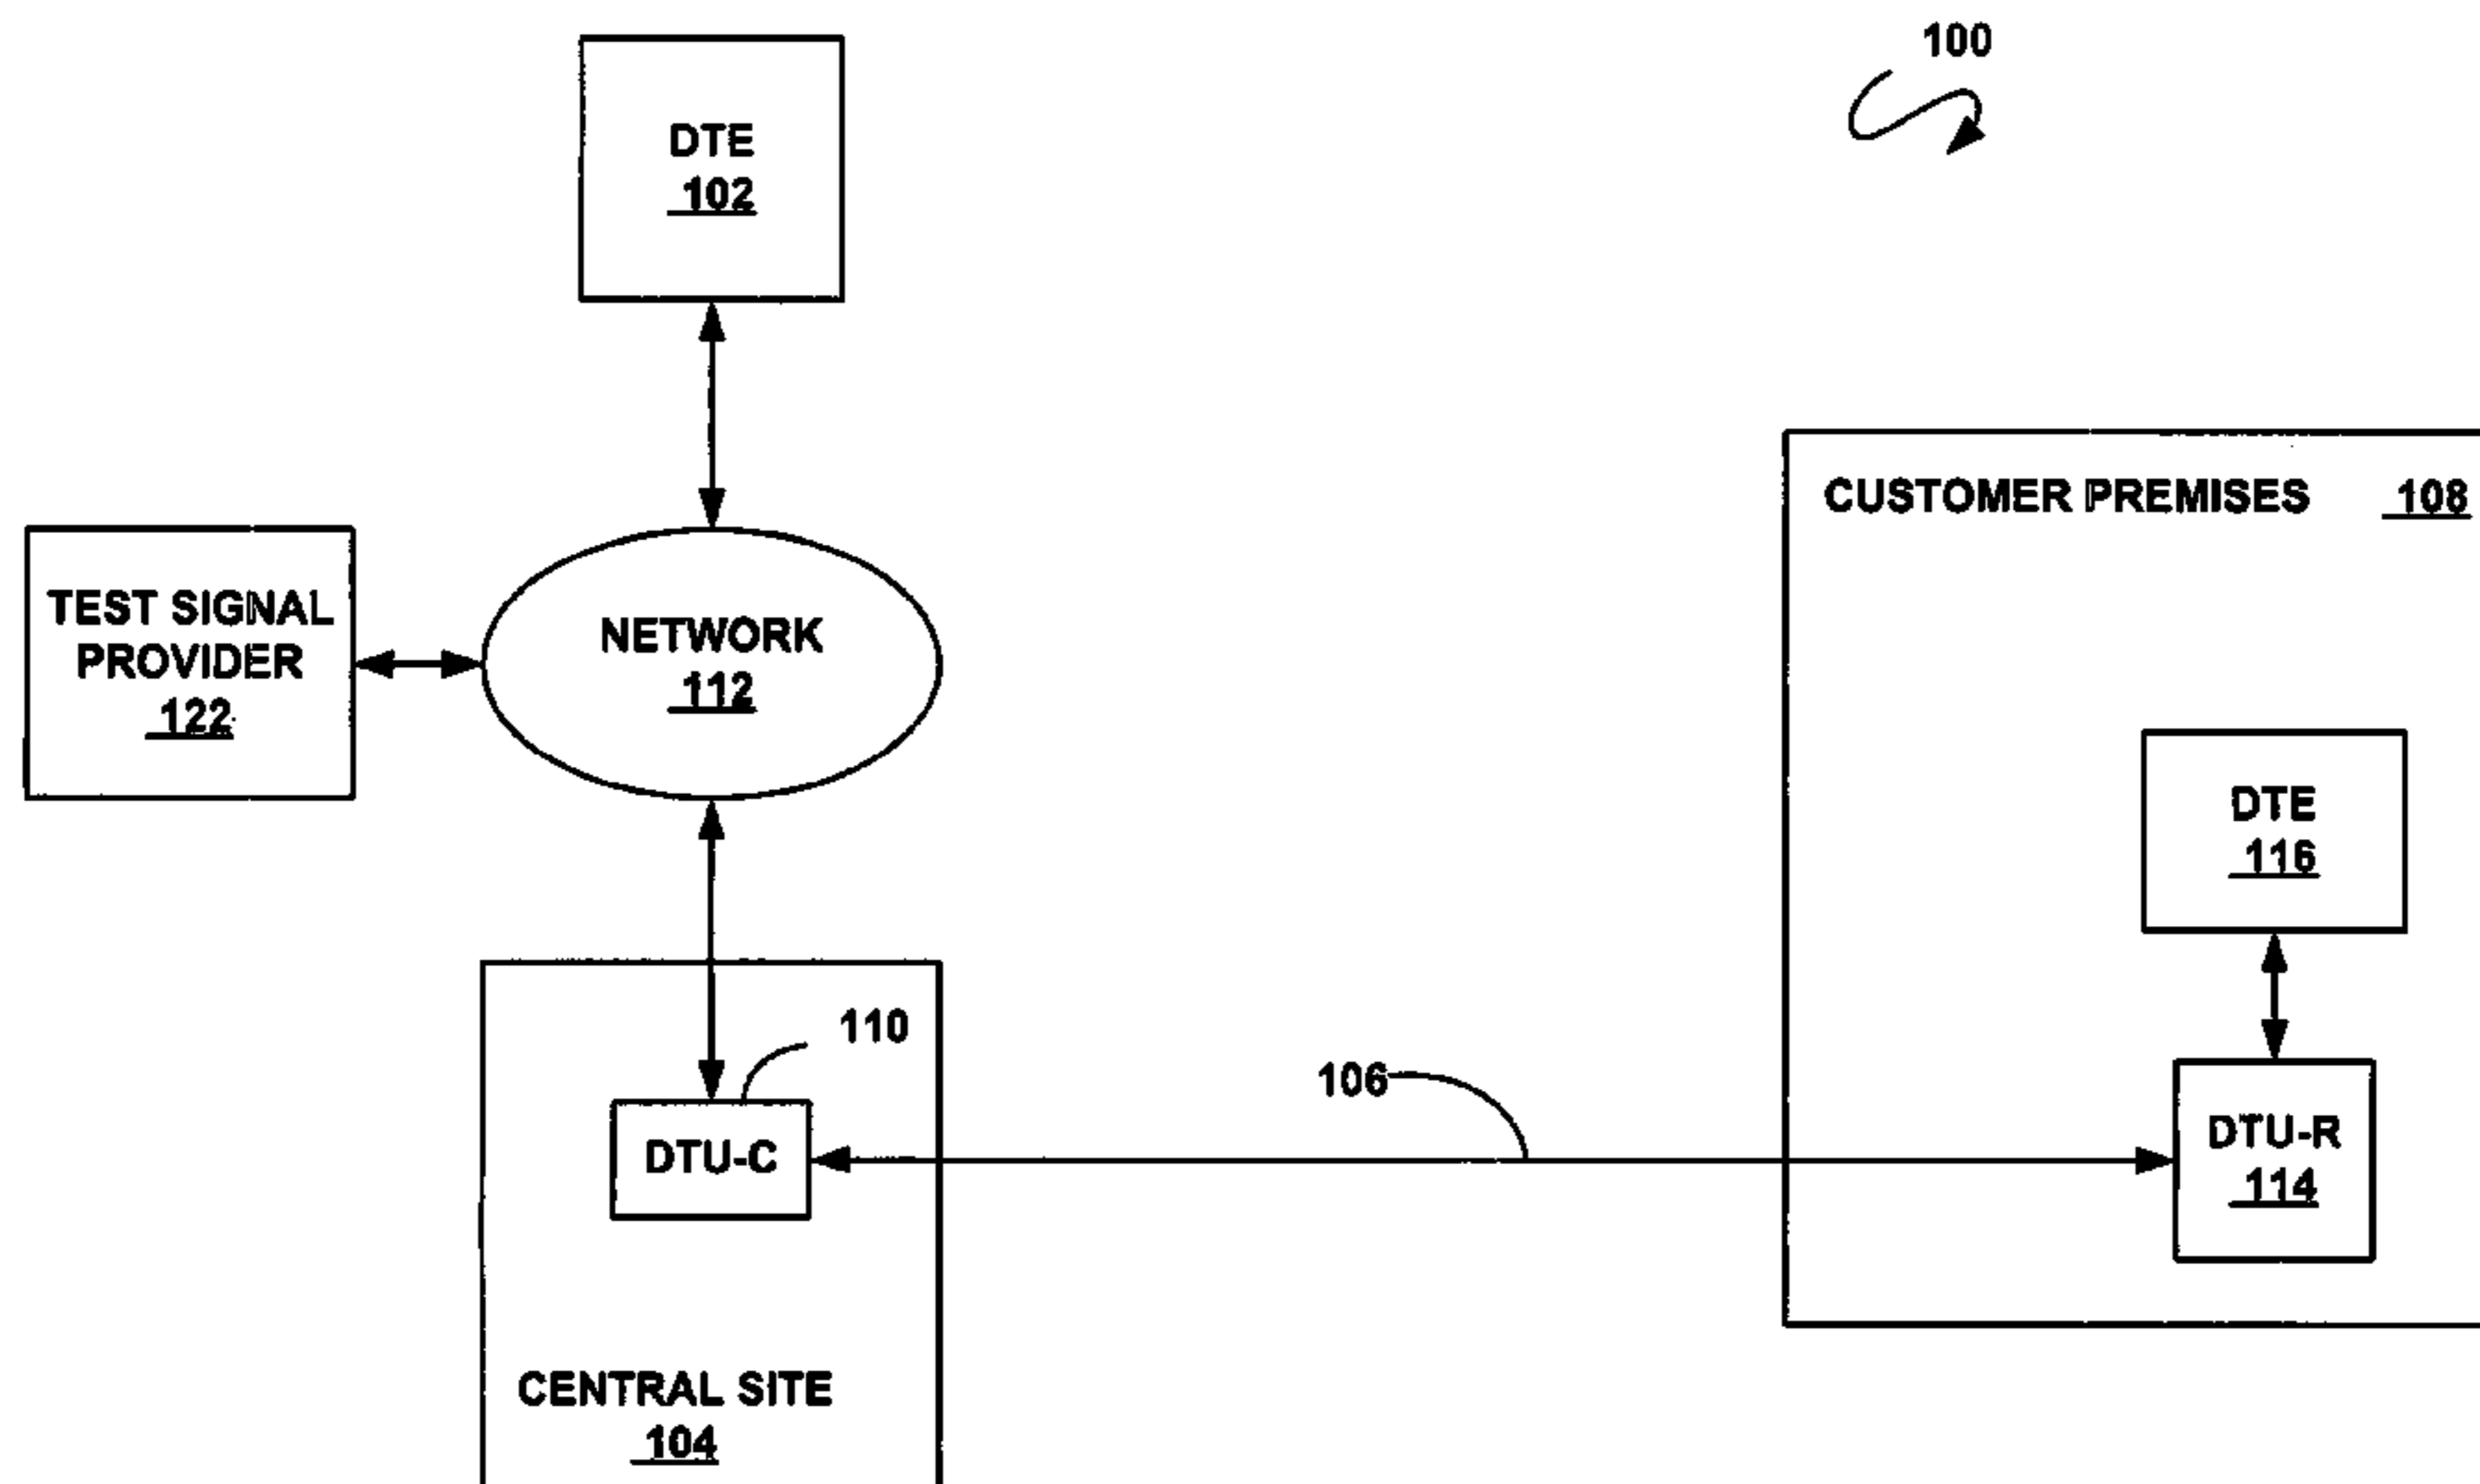 100
DTE
102
CUSTOMER PREMISES 108
TEST SIGNAL
PROVIDER
122
NETWORK
112
DTE
116
110
106
DTU-C
DTU-R
114
CENTRAL SITE
104